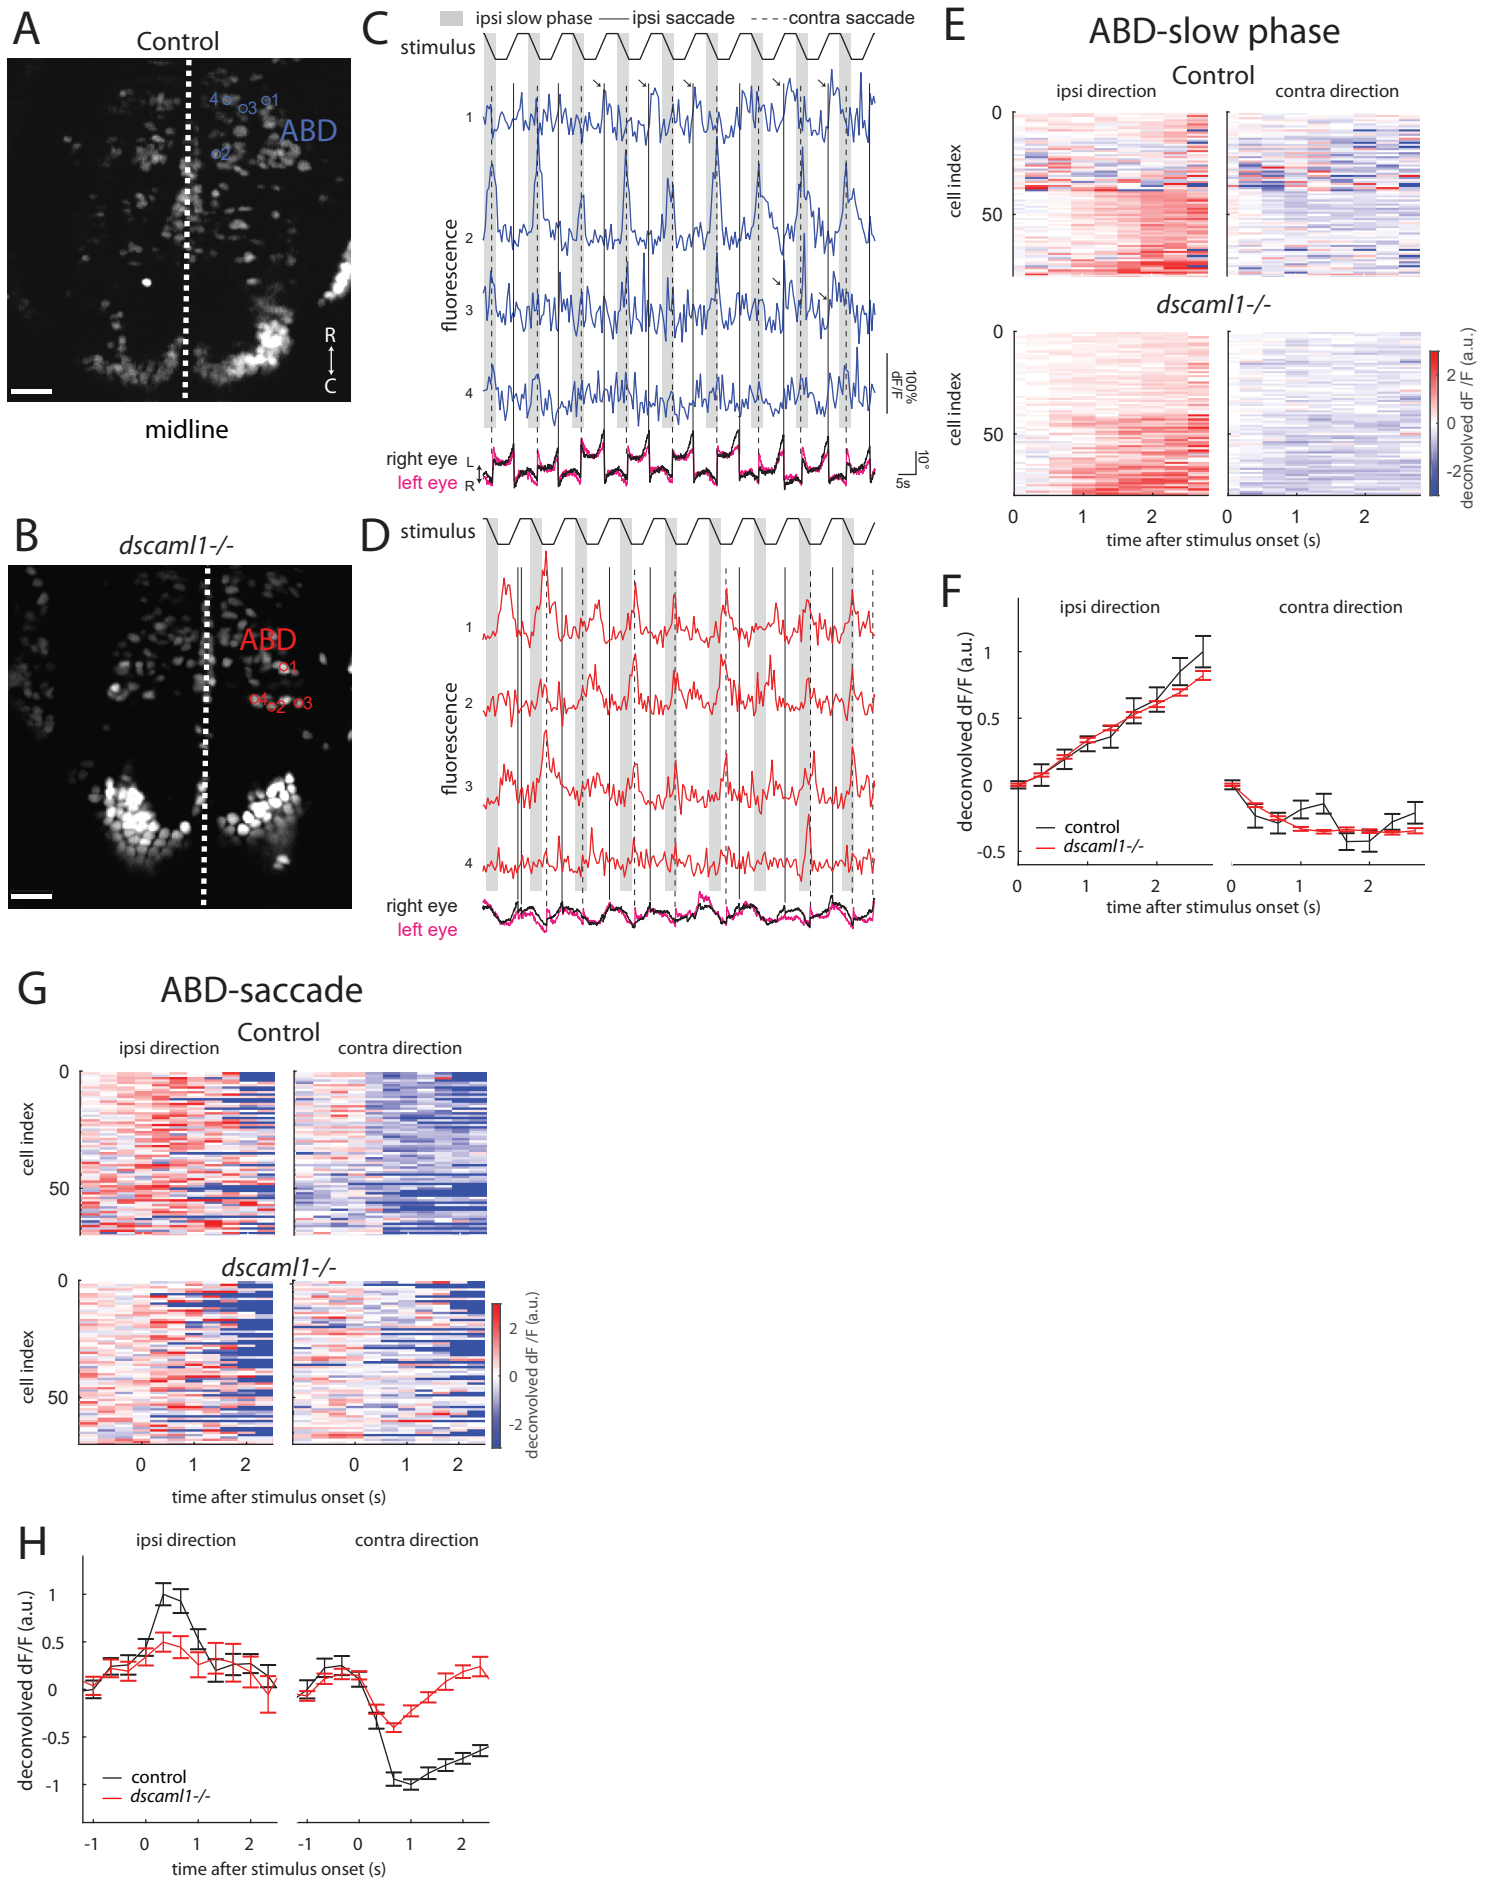 A
Control
4
3
1
ABD
2
R
C
midline
B
dscaml1-/-
ABD
1
4
2
3
C
ipsi slow phase
ipsi saccade
contra saccade
stimulus
1
2
3
4
fluorescence
100%
dF/F
right eye
left eye
L
R
10°
5s
D
stimulus
1
2
3
4
fluorescence
right eye
left eye
E
ABD-slow phase
Control
ipsi direction
contra direction
0
50
cell index
dscaml1-/-
0
50
cell index
2
0
-2
deconvolved dF/F (a.u.)
0
1
2
0
1
2
time after stimulus onset (s)
F
ipsi direction
contra direction
deconvolved dF/F (a.u.)
1
0.5
0
-0.5
control
dscaml1-/-
0
1
2
0
1
2
time after stimulus onset (s)
G
ABD-saccade
Control
ipsi direction
contra direction
0
50
cell index
dscaml1-/-
0
50
cell index
2
0
-2
deconvolved dF/F (a.u.)
0
1
2
0
1
2
time after stimulus onset (s)
H
ipsi direction
contra direction
deconvolved dF/F (a.u.)
1
0.5
0
-0.5
-1
control
dscaml1-/-
-1
0
1
2
-1
0
1
2
time after stimulus onset (s)